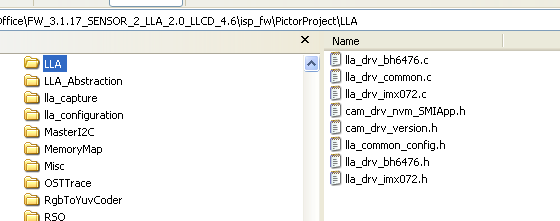 office\FW_3.1.17_SENSOR_2_LLA_2.0_LLCD_4.6\isp_fw\PictorProject\LLA
Name
LLA
LLA_Abstraction
lla_capture
lla_configuration
MasterI2C
MemoryMap
Misc
OSTTrace
RgbToYuvCoder
RSO
lla_drv_bh6476.c
lla_drv_common.c
lla_drv_imx072.c
cam_drv_nvm_SMIApp.h
cam_drv_version.h
lla_common_config.h
lla_drv_bh6476.h
lla_drv_imx072.h